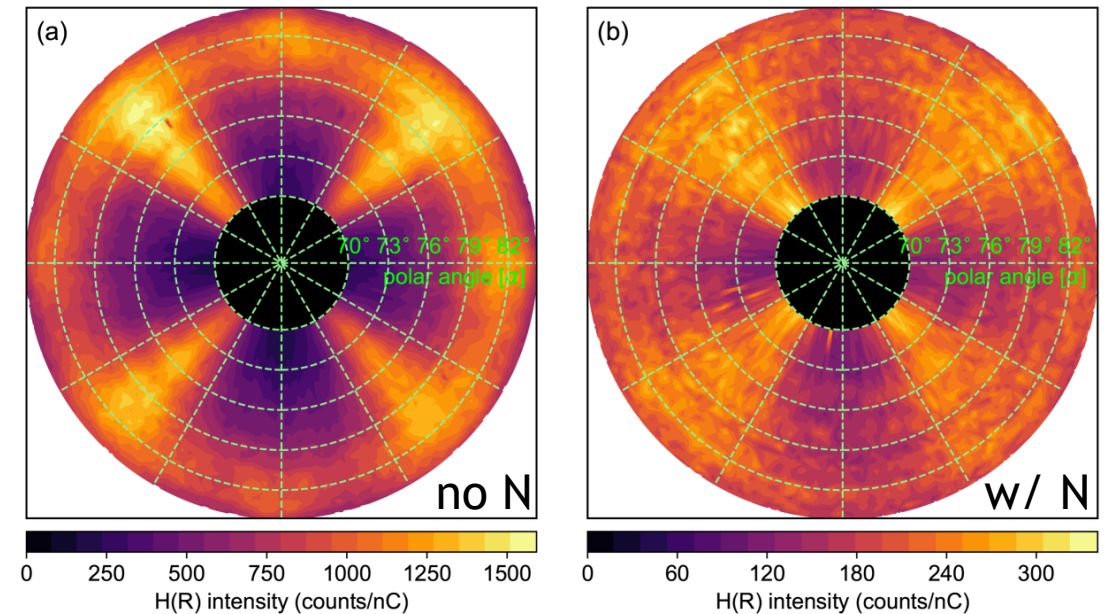 (a)
70° 73° 76° 79° 82°
polar angle [α]
no N
0 250 500 750 1000 1250 1500
H(R) intensity (counts/nC)
(b)
70° 73° 76° 79° 82°
polar angle [α]
w/ N
0 60 120 180 240 300
H(R) intensity (counts/nC)